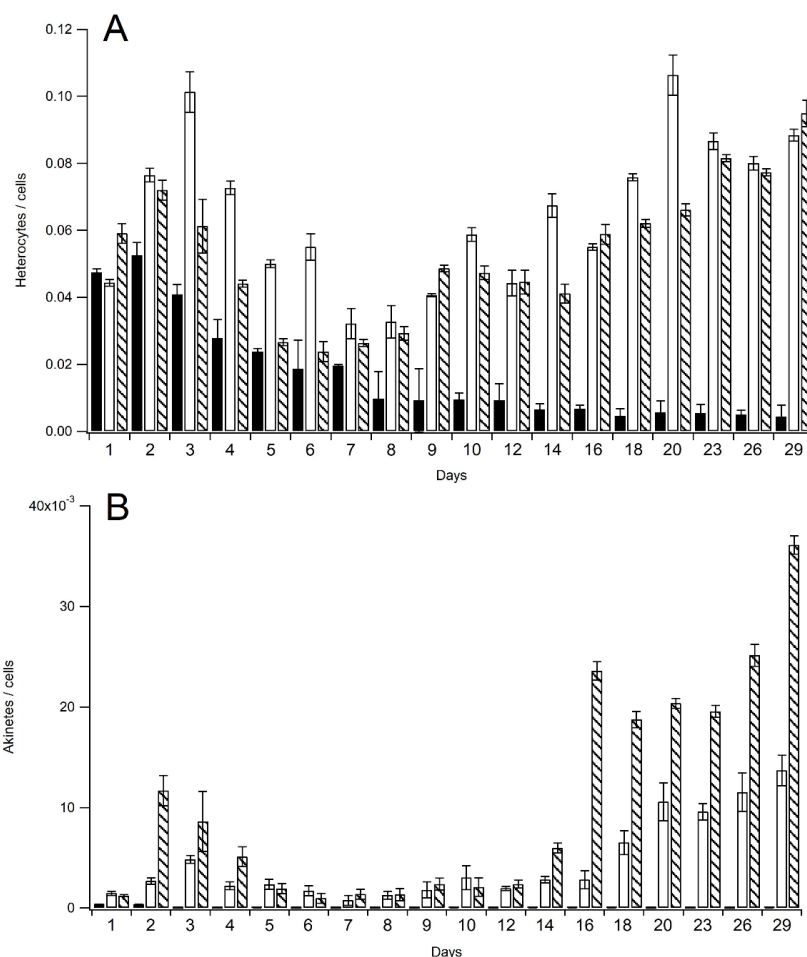 A
0.12
0.10
0.08
0.06
0.04
0.02
0.00
Heterocytes / cells
1 2 3 4 5 6 7 8 9 10 12 14 16 18 20 23 26 29
Days
B
40x10-3
30
20
10
0
Akinetes / cells
1 2 3 4 5 6 7 8 9 10 12 14 16 18 20 23 26 29
Days